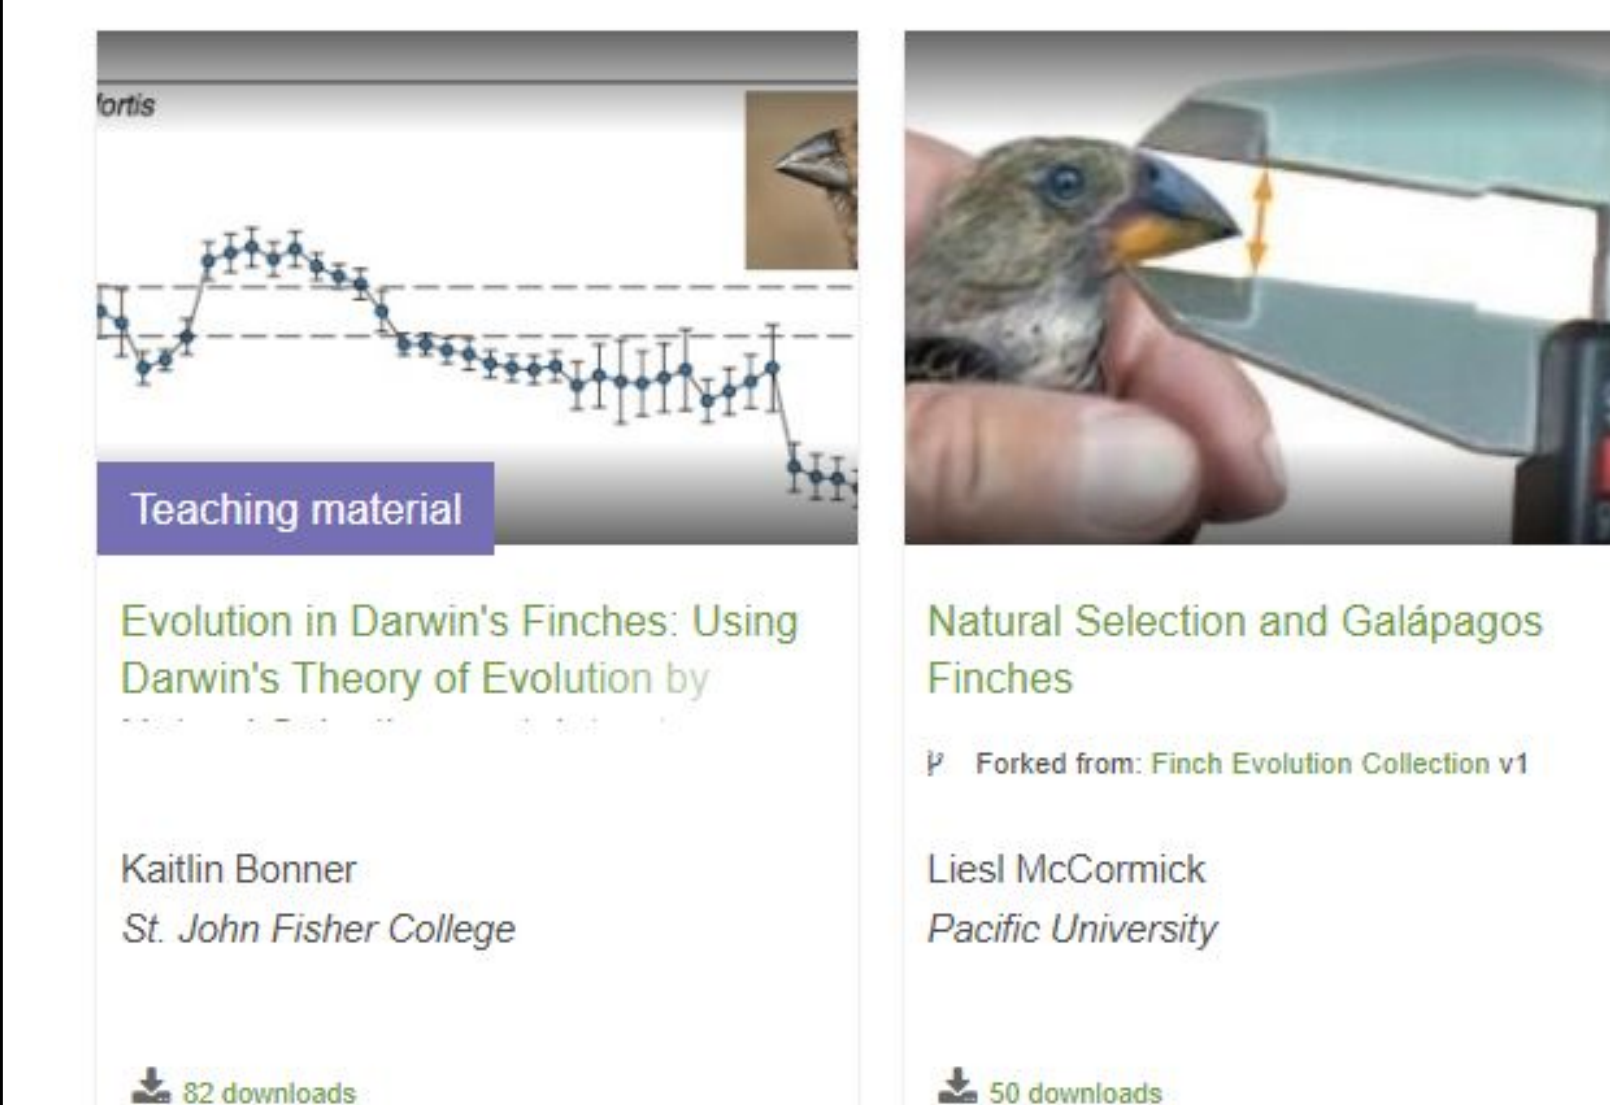 fortis
Teaching material
Evolution in Darwin's Finches: Using
Darwin's Theory of Evolution by
Kaitlin Bonner
St. John Fisher College
82 downloads
Natural Selection and Galápagos
Finches
Forked from: Finch Evolution Collection v1
Liesl McCormick
Pacific University
50 downloads